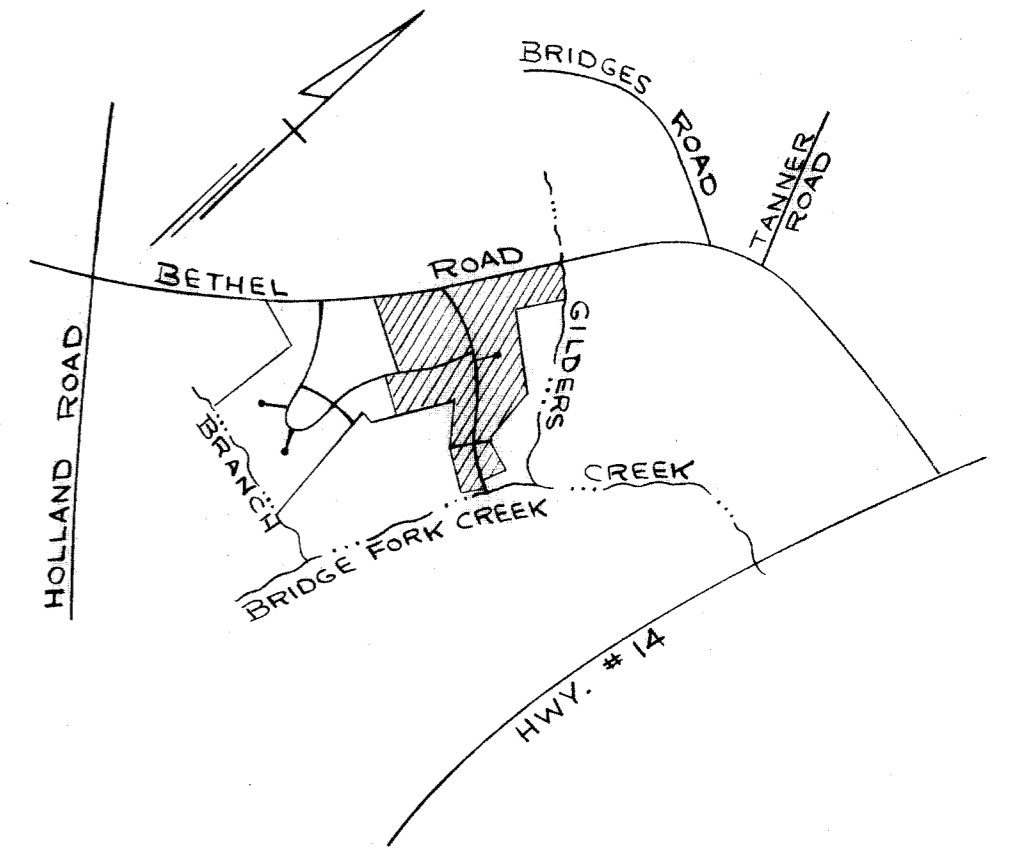 BRIDGES ROAD
TANNER
ROAD
BETHEL ROAD
GILDERS
HOLLAND ROAD
BRANCH
CREEK
BRIDGE FORK CREEK
HWY. # 14